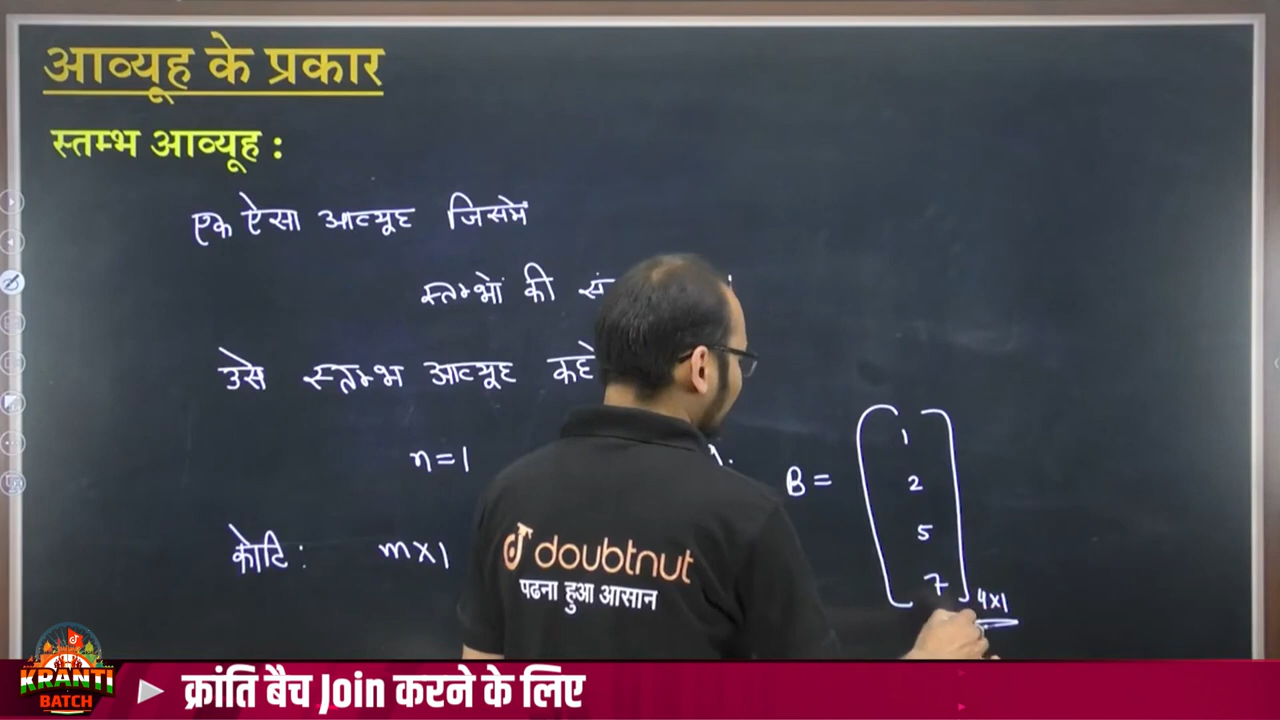 आव्यूह के प्रकार
स्तम्भ आव्यूह :
एक ऐसा आव्यूह जिसमें
स्तम्भों की सं
उसे स्तम्भ आव्यूह कहे
n=1
कोटि : m×1
B = [
1
2
5
7
] 4×1
doubtnut
पढना हुआ आसान
KRANTI
BATCH
क्रांति बैच Join करने के लिए